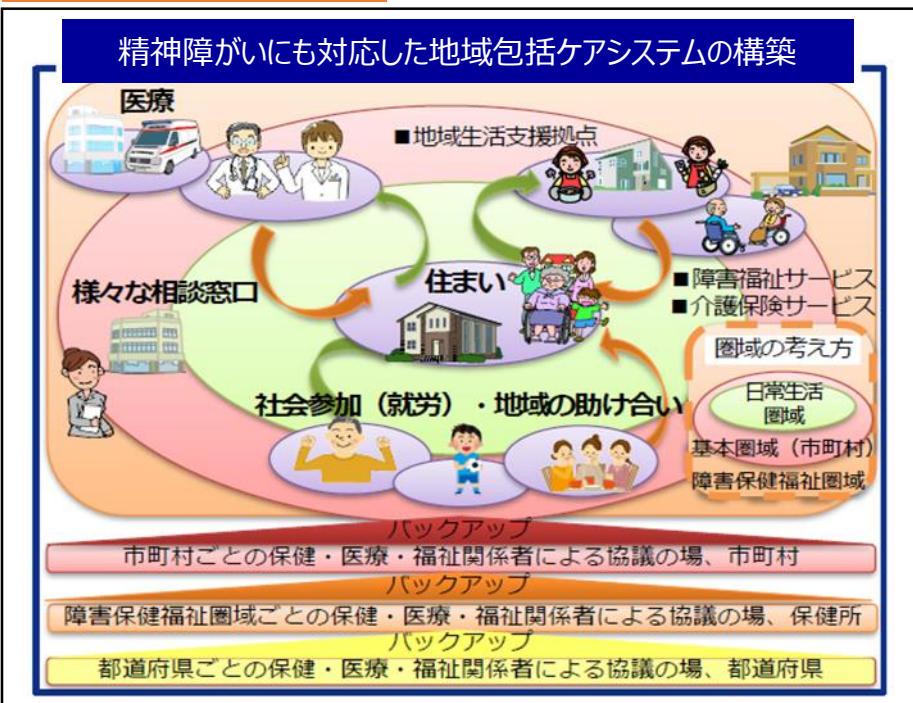 精神障がいにも対応した地域包括ケアシステムの構築
医療
■地域生活支援拠点
様々な相談窓口
住まい
■障害福祉サービス
■介護保険サービス
圏域の考え方
日常生活
圏域
基本圏域（市町村）
障害保健福祉圏域
社会参加（就労）・地域の助け合い
バックアップ
市町村ごとの保健・医療・福祉関係者による協議の場、市町村
バックアップ
障害保健福祉圏域ごとの保健・医療・福祉関係者による協議の場、保健所
バックアップ
都道府県ごとの保健・医療・福祉関係者による協議の場、都道府県